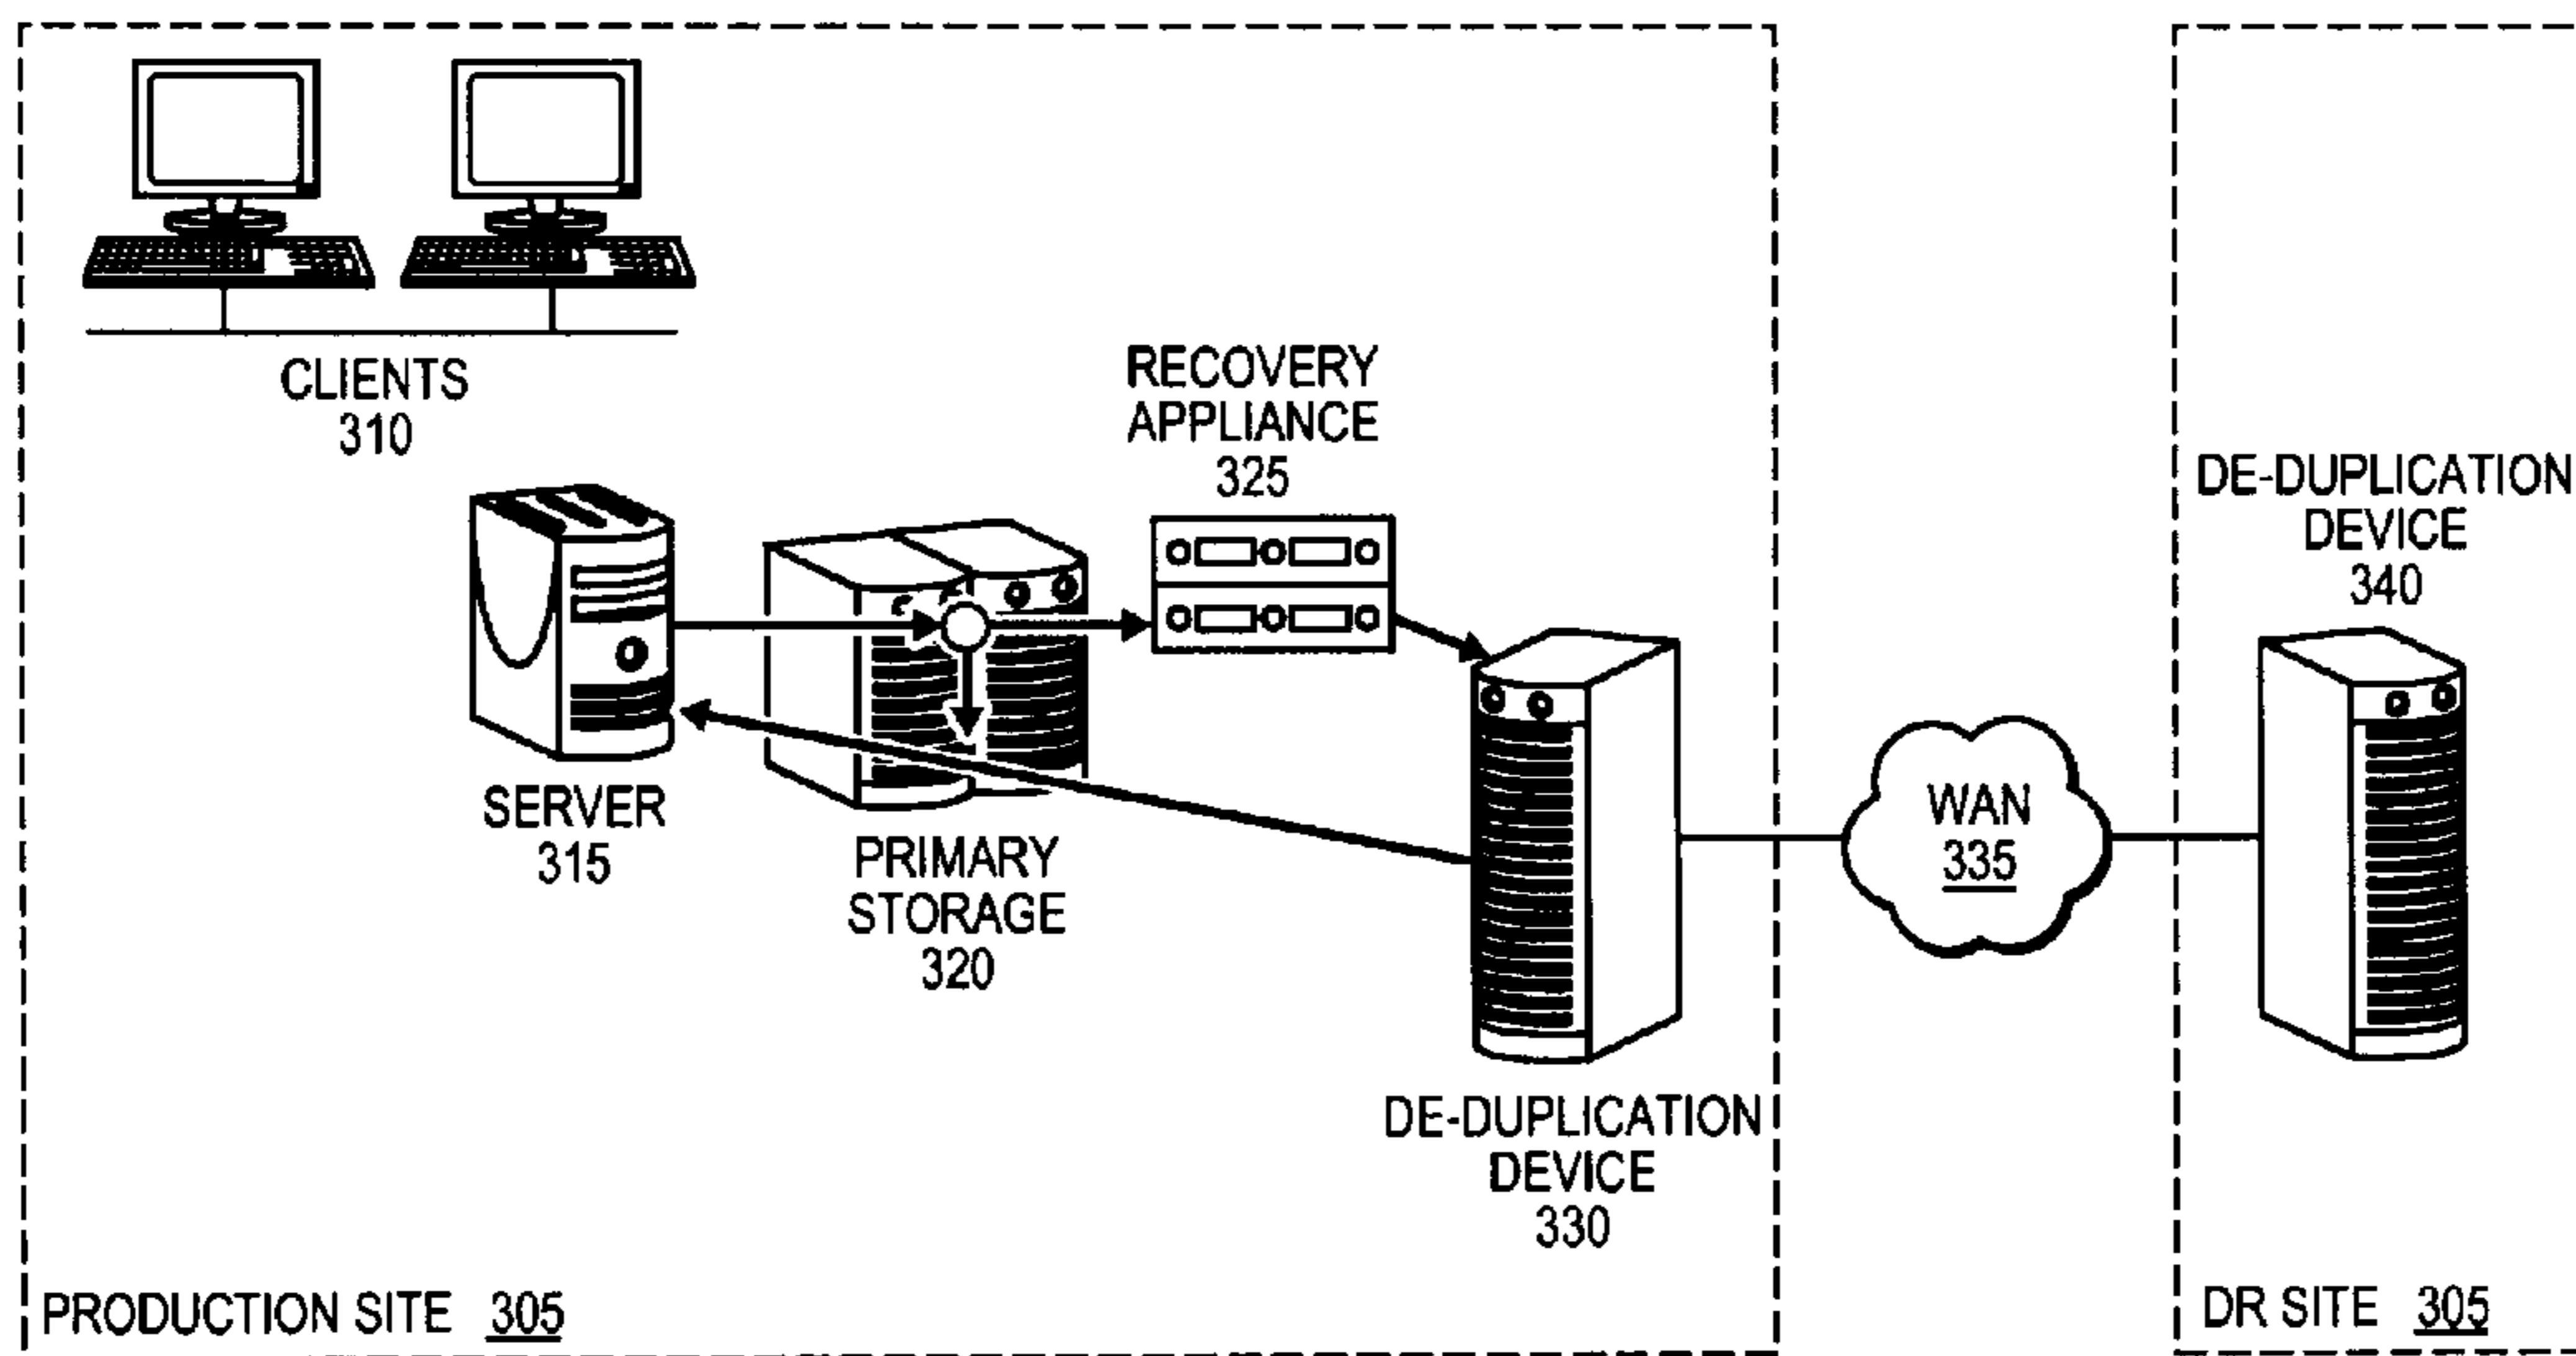 CLIENTS
310
RECOVERY
APPLIANCE
325
SERVER
315
PRIMARY
STORAGE
320
DE-DUPLICATION
DEVICE
330
PRODUCTION SITE 305
WAN
335
DE-DUPLICATION
DEVICE
340
DR SITE 305